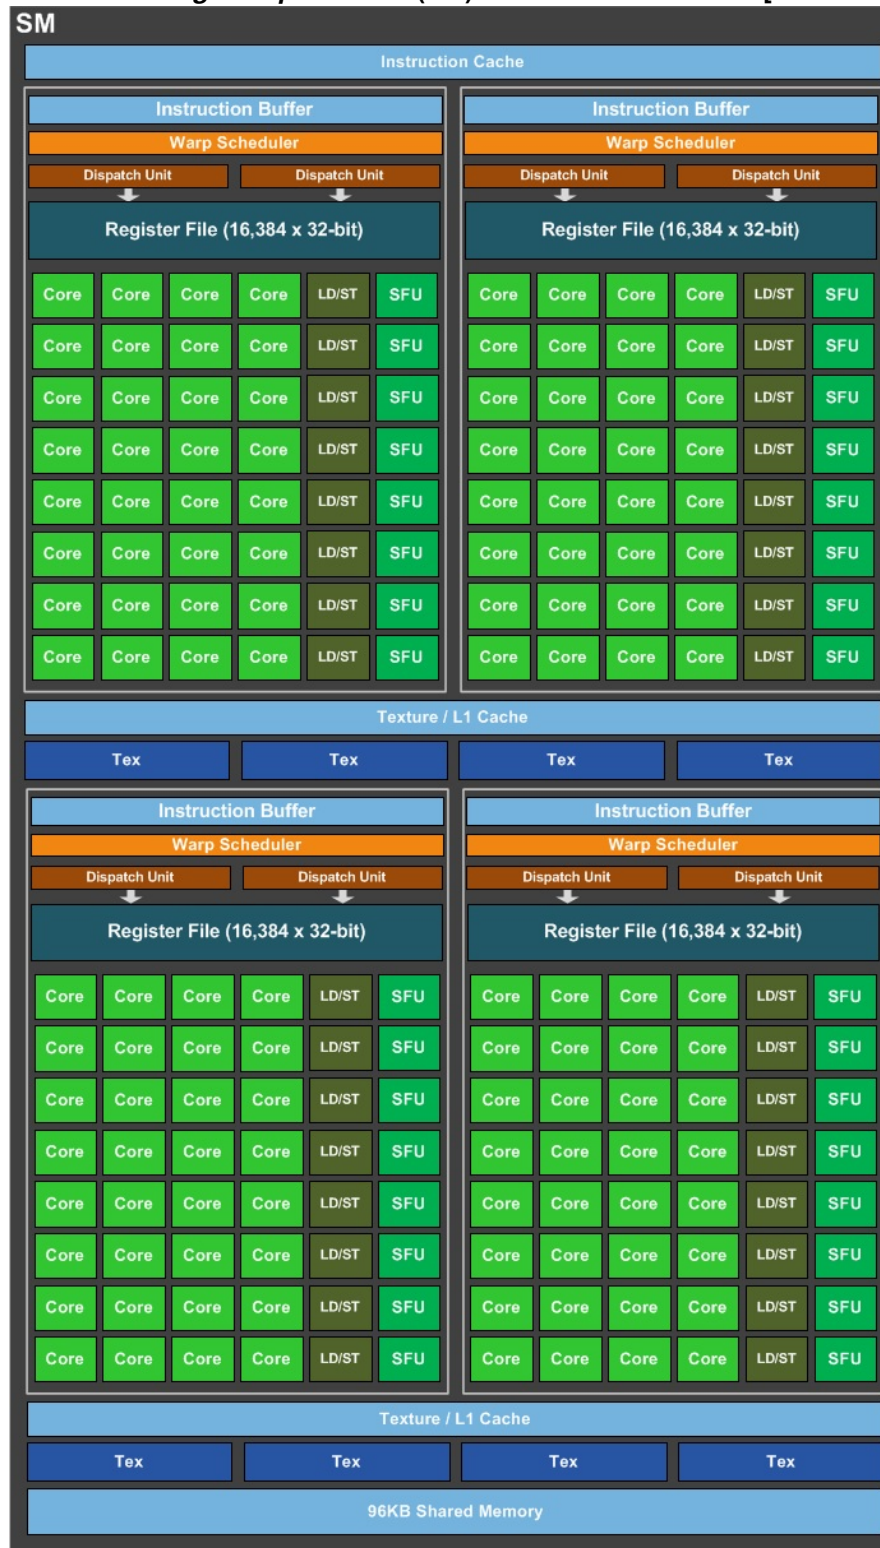 SM
Instruction Cache
Instruction Buffer Instruction Buffer
Warp Scheduler Warp Scheduler
Dispatch Unit Dispatch Unit Dispatch Unit Dispatch Unit
Register File (16,384 x 32-bit) Register File (16,384 x 32-bit)
Core Core Core Core LD/ST SFU Core Core Core Core LD/ST SFU
Core Core Core Core LD/ST SFU Core Core Core Core LD/ST SFU
Core Core Core Core LD/ST SFU Core Core Core Core LD/ST SFU
Core Core Core Core LD/ST SFU Core Core Core Core LD/ST SFU
Core Core Core Core LD/ST SFU Core Core Core Core LD/ST SFU
Core Core Core Core LD/ST SFU Core Core Core Core LD/ST SFU
Core Core Core Core LD/ST SFU Core Core Core Core LD/ST SFU
Core Core Core Core LD/ST SFU Core Core Core Core LD/ST SFU
Texture / L1 Cache
Tex Tex Tex Tex
Instruction Buffer Instruction Buffer
Warp Scheduler Warp Scheduler
Dispatch Unit Dispatch Unit Dispatch Unit Dispatch Unit
Register File (16,384 x 32-bit) Register File (16,384 x 32-bit)
Core Core Core Core LD/ST SFU Core Core Core Core LD/ST SFU
Core Core Core Core LD/ST SFU Core Core Core Core LD/ST SFU
Core Core Core Core LD/ST SFU Core Core Core Core LD/ST SFU
Core Core Core Core LD/ST SFU Core Core Core Core LD/ST SFU
Core Core Core Core LD/ST SFU Core Core Core Core LD/ST SFU
Core Core Core Core LD/ST SFU Core Core Core Core LD/ST SFU
Core Core Core Core LD/ST SFU Core Core Core Core LD/ST SFU
Core Core Core Core LD/ST SFU Core Core Core Core LD/ST SFU
Texture / L1 Cache
Tex Tex Tex Tex
96KB Shared Memory